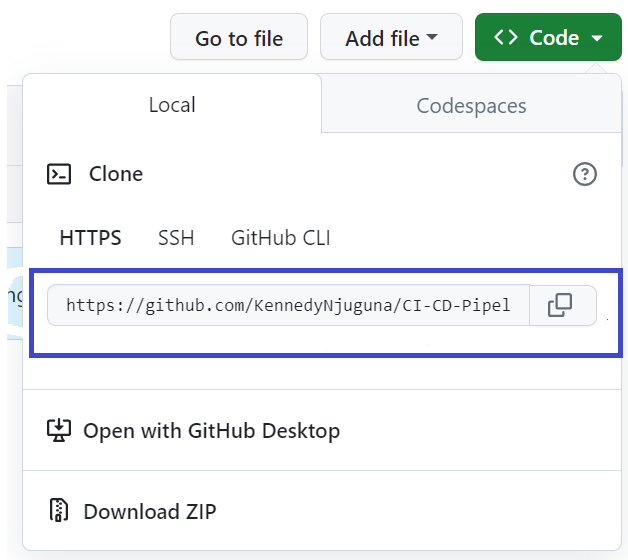 Go to file Add file Code
Local Codespaces
Clone
HTTPS SSH GitHub CLI
https://github.com/KennedyNjuguna/CI-CD-Pipel
Open with GitHub Desktop
Download ZIP